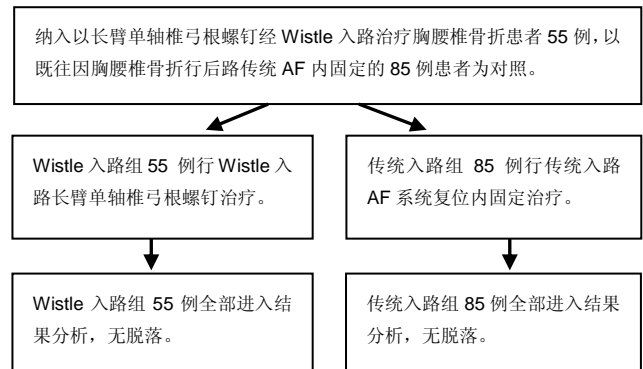 纳入以长臂单轴椎弓根螺钉经 Wistle 入路治疗胸腰椎骨折患者 55 例，以
既往因胸腰椎骨折行后路传统 AF 内固定的 85 例患者为对照。
Wistle 入路组 55 例行 Wistle 入
路长臂单轴椎弓根螺钉治疗。
传统入路组 85 例行传统入路
AF 系统复位内固定治疗。
Wistle 入路组 55 例全部进入结
果分析，无脱落。
传统入路组 85 例全部进入结果
分析，无脱落。